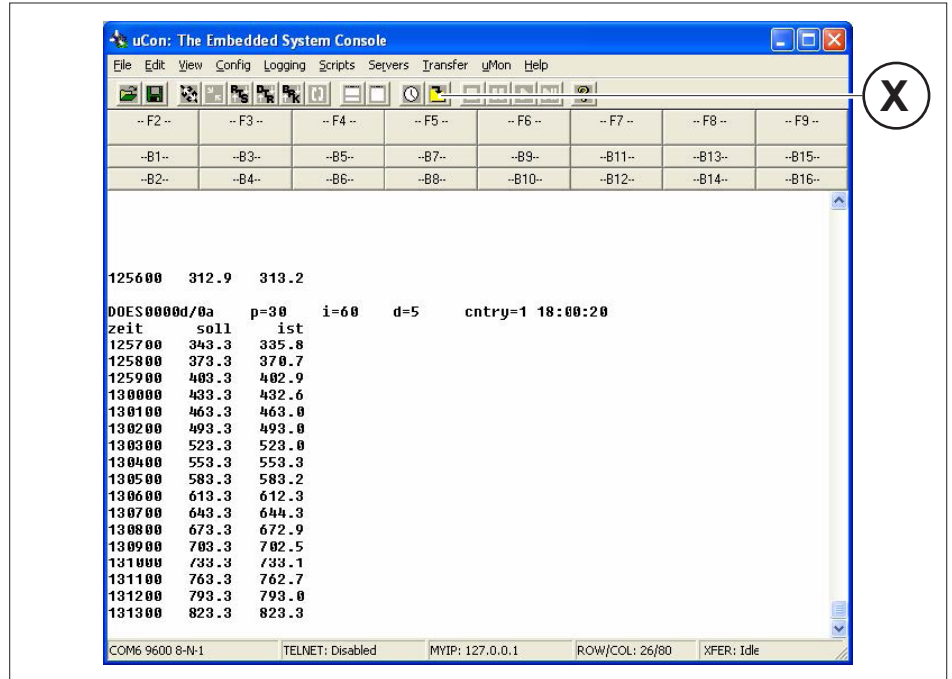 uCon: The Embedded System Console
File Edit View Config Logging Scripts Servers Transfer uMon Help
RTS DTR BRK
X
-- F2 -- -- F3 -- -- F4 -- -- F5 -- -- F6 -- -- F7 -- -- F8 -- -- F9 --
--B1-- --B3-- --B5-- --B7-- --B9-- --B11-- --B13-- --B15--
--B2-- --B4-- --B6-- --B8-- --B10-- --B12-- --B14-- --B16--
125600 312.9 313.2
DOES0000d/0a p=30 i=60 d=5 cntry=1 18:00:20
zeit soll ist
125700 343.3 335.8
125800 373.3 370.7
125900 403.3 402.9
130000 433.3 432.6
130100 463.3 463.0
130200 493.3 493.0
130300 523.3 523.0
130400 553.3 553.3
130500 583.3 583.2
130600 613.3 612.3
130700 643.3 644.3
130800 673.3 672.9
130900 703.3 702.5
131000 733.3 733.1
131100 763.3 762.7
131200 793.3 793.0
131300 823.3 823.3
COM6 9600 8-N-1 TELNET: Disabled MYIP: 127.0.0.1 ROW/COL: 26/80 XFER: Idle